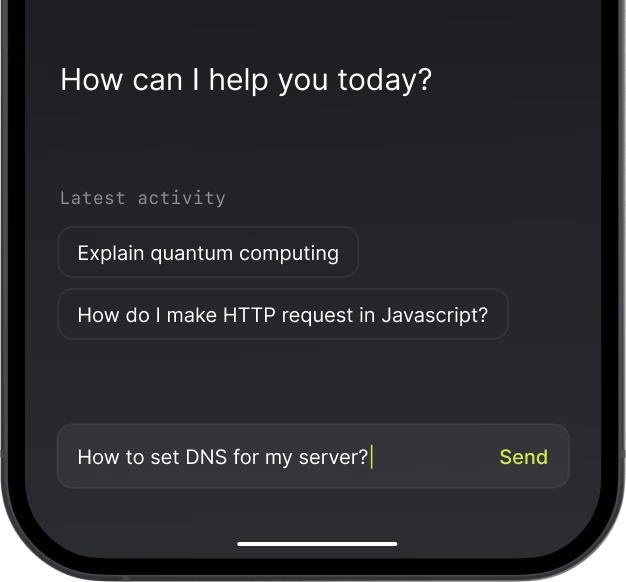 How can I help you today?
Latest activity
Explain quantum computing
How do I make HTTP request in Javascript?
How to set DNS for my server?
Send